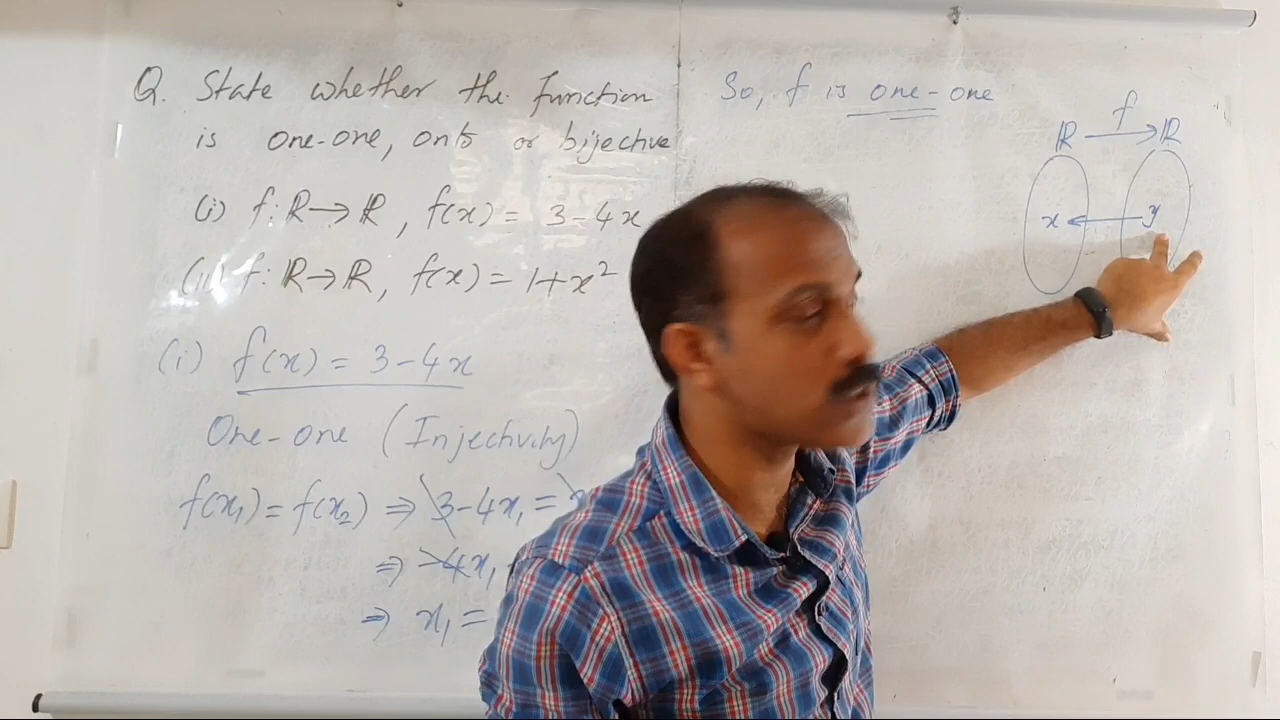 Q. State whether the function
is one-one, onto or bijective
(i) f: ℝ→ℝ, f(x) = 3-4x
(ii) f: ℝ→ℝ, f(x) = 1+x²
(i) f(x) = 3-4x
One-one (Injectivity)
f(x₁) = f(x₂) ⇒ 3-4x₁ =
⇒ -4x₁
⇒ x₁ =
So, f is one-one
f
ℝ → ℝ
x ← y